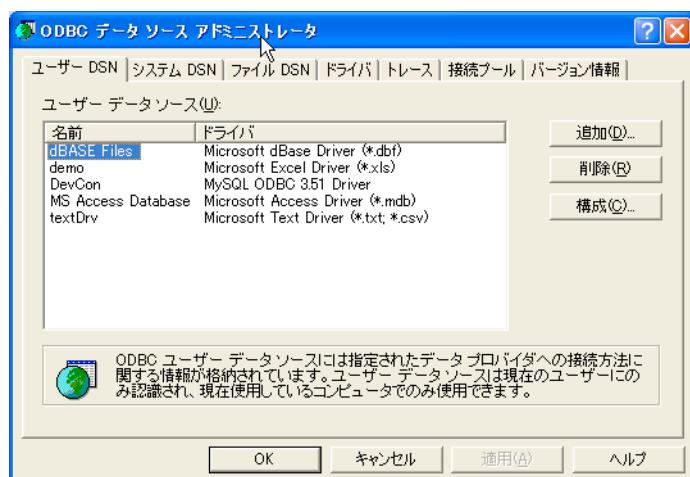 ODBC データ ソース アドミニストレータ
ユーザー DSN システム DSN ファイル DSN ドライバ トレース 接続プール バージョン情報
ユーザー データ ソース(U):
名前 ドライバ
dBASE Files Microsoft dBase Driver (*.dbf)
demo Microsoft Excel Driver (*.xls)
DevCon MySQL ODBC 3.51 Driver
MS Access Database Microsoft Access Driver (*.mdb)
textDrv Microsoft Text Driver (*.txt; *.csv)
追加(D)...
削除(R)
構成(C)...
ODBC ユーザー データ ソースには指定されたデータ プロバイダへの接続方法に
関する情報が格納されています。ユーザー データ ソースは現在のユーザーにの
み認識され、現在使用しているコンピュータでのみ使用できます。
OK キャンセル 適用(A) ヘルプ